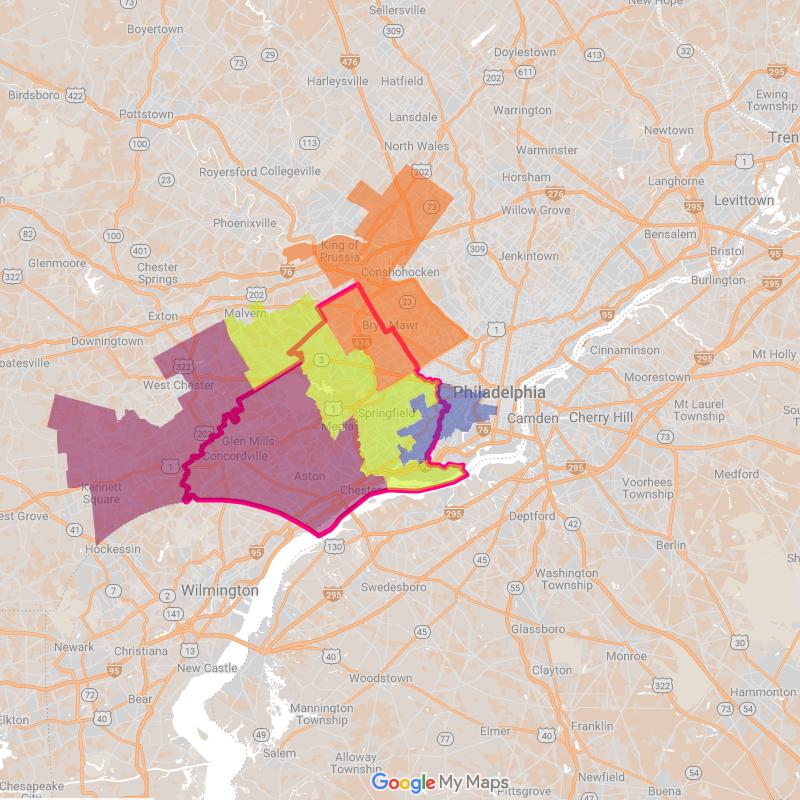 Sellersville
New Hope
73
Boyertown
309
Doylestown
29
73
476
202
611
413
32
295
Harleysville
Hatfield
Birdsboro
422
Ewing
Township
Warrington
Pottstown
Lansdale
Newtown
Tren
100
113
North Wales
Warminster
1
202
Royersford
Collegeville
Horsham
Langhorne
23
276
Levittown
73
Willow Grove
295
Phoenixville
Bensalem
82
100
309
Bristol
401
King of
Prussia
Jenkintown
Glenmoore
Chester
Springs
76
Conshohocken
Burlington
322
202
23
Malvern
Exton
Bryn Mawr
1
Downingtown
476
Cinnaminson
oatesville
3
Mt Holly
322
Moorestown
West Chester
Philadelphia
1
Springfield
Mt Laurel
Township
Camden
Cherry Hill
So
T
Media
202
76
73
Glen Mills
Concordville
1
95
295
Aston
Medford
Kennett
Square
Chester
Voorhees
Township
est Grove
295
Deptford
41
42
Hockessin
95
130
Berlin
45
7
Wilmington
2
295
Swedesboro
55
Washington
Township
141
45
Glassboro
Newark
Christiana
13
30
95
New Castle
40
Monroe
Clayton
Woodstown
322
72
Bear
Hammonton
Mannington
Township
73
54
Elkton
40
Franklin
49
77
Elmer
40
54
Salem
Alloway
Township
Newfield
Chesapeake
City
Google My Maps
Pittsgrove
Buena